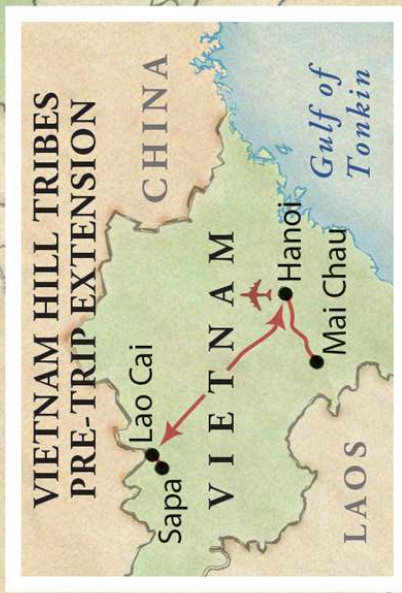 VIETNAM HILL TRIBES
PRE-TRIP EXTENSION
CHINA
Lao Cai
Sapa
VIETNAM
Hanoi
Mai Chau
Gulf of
Tonkin
LAOS